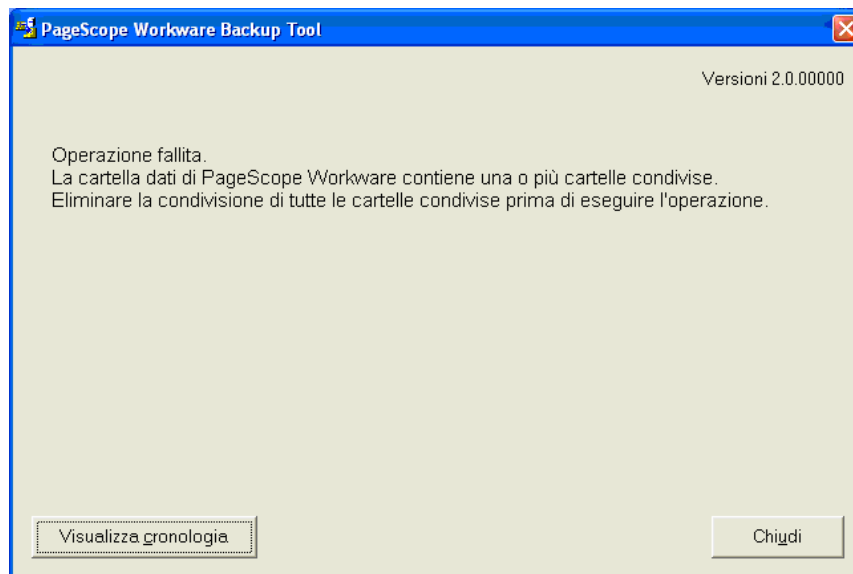 PageScope Workware Backup Tool
Versioni 2.0.00000
Operazione fallita.
La cartella dati di PageScope Workware contiene una o più cartelle condivise.
Eliminare la condivisione di tutte le cartelle condivise prima di eseguire l'operazione.
Visualizza cronologia
Chiudi